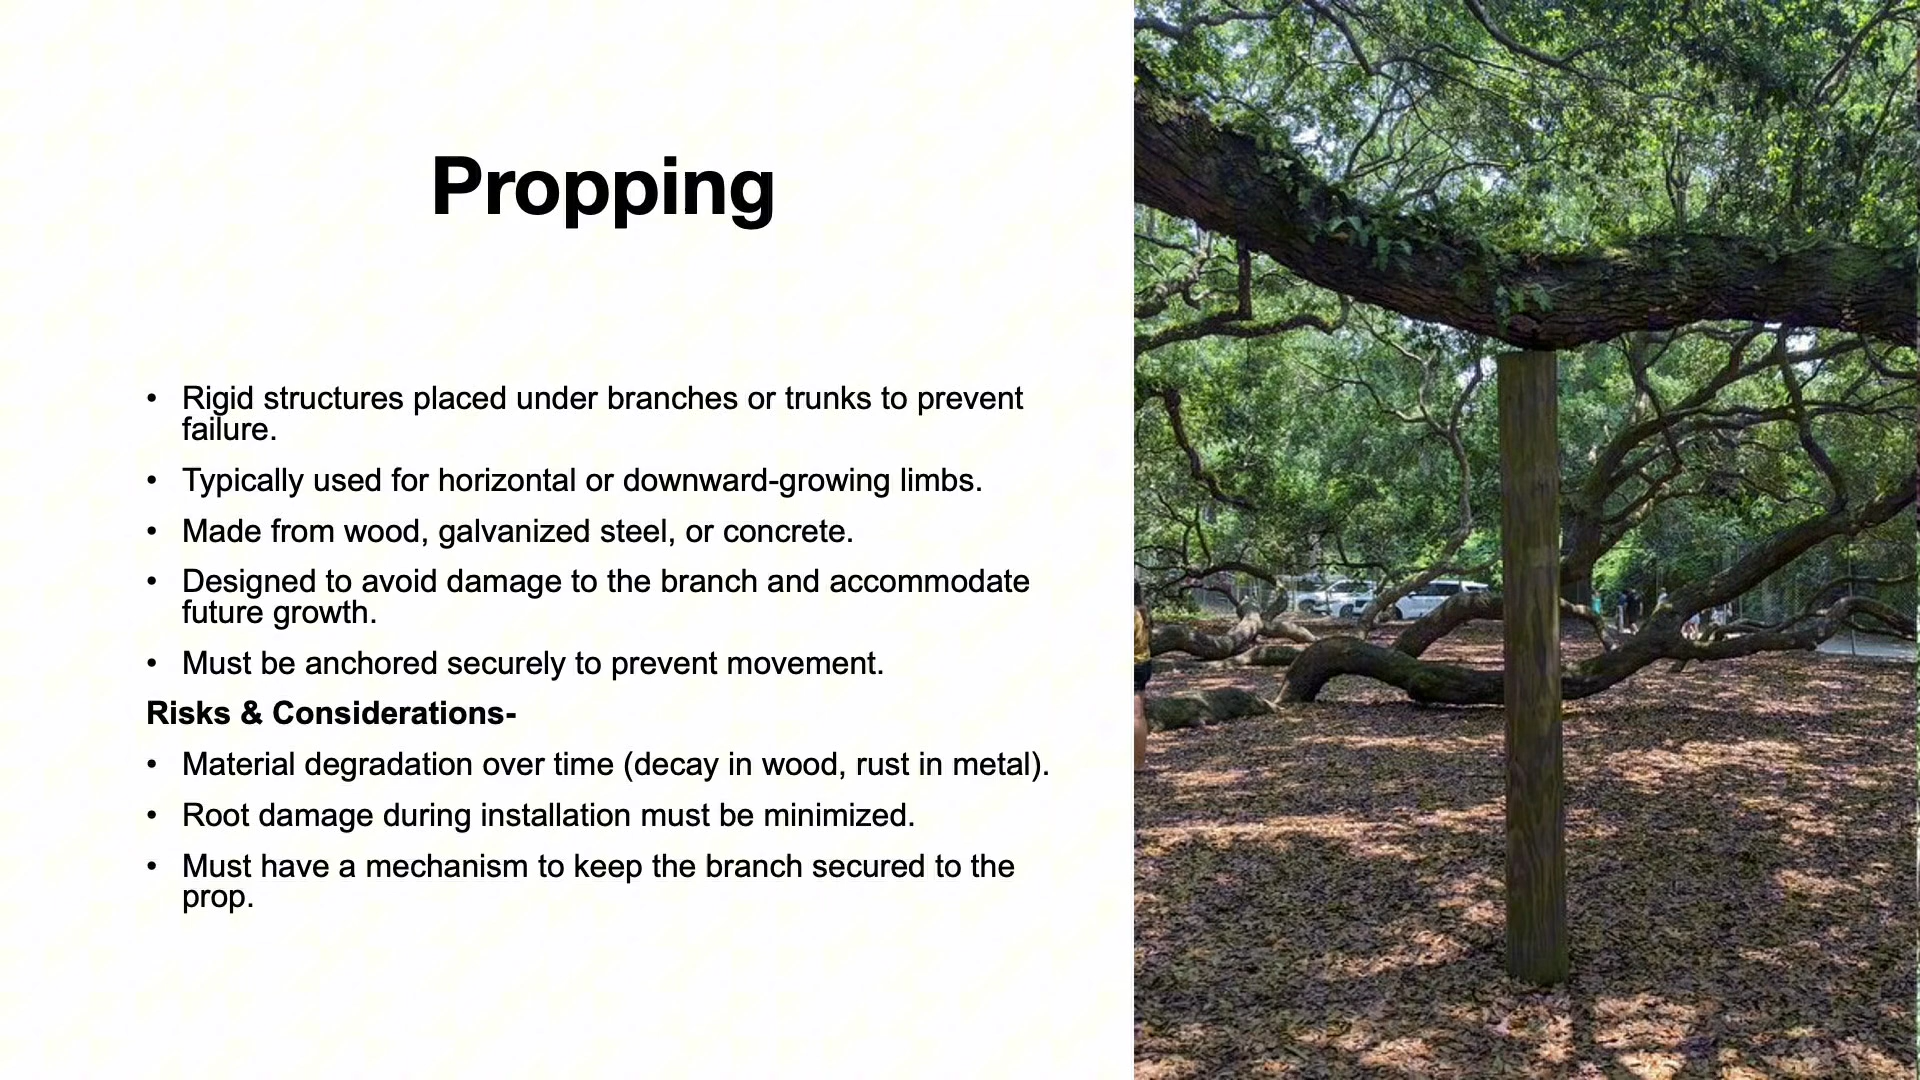 Propping
• Rigid structures placed under branches or trunks to prevent
failure.
• Typically used for horizontal or downward-growing limbs.
• Made from wood, galvanized steel, or concrete.
• Designed to avoid damage to the branch and accommodate
future growth.
• Must be anchored securely to prevent movement.
Risks & Considerations-
• Material degradation over time (decay in wood, rust in metal).
• Root damage during installation must be minimized.
• Must have a mechanism to keep the branch secured to the
prop.